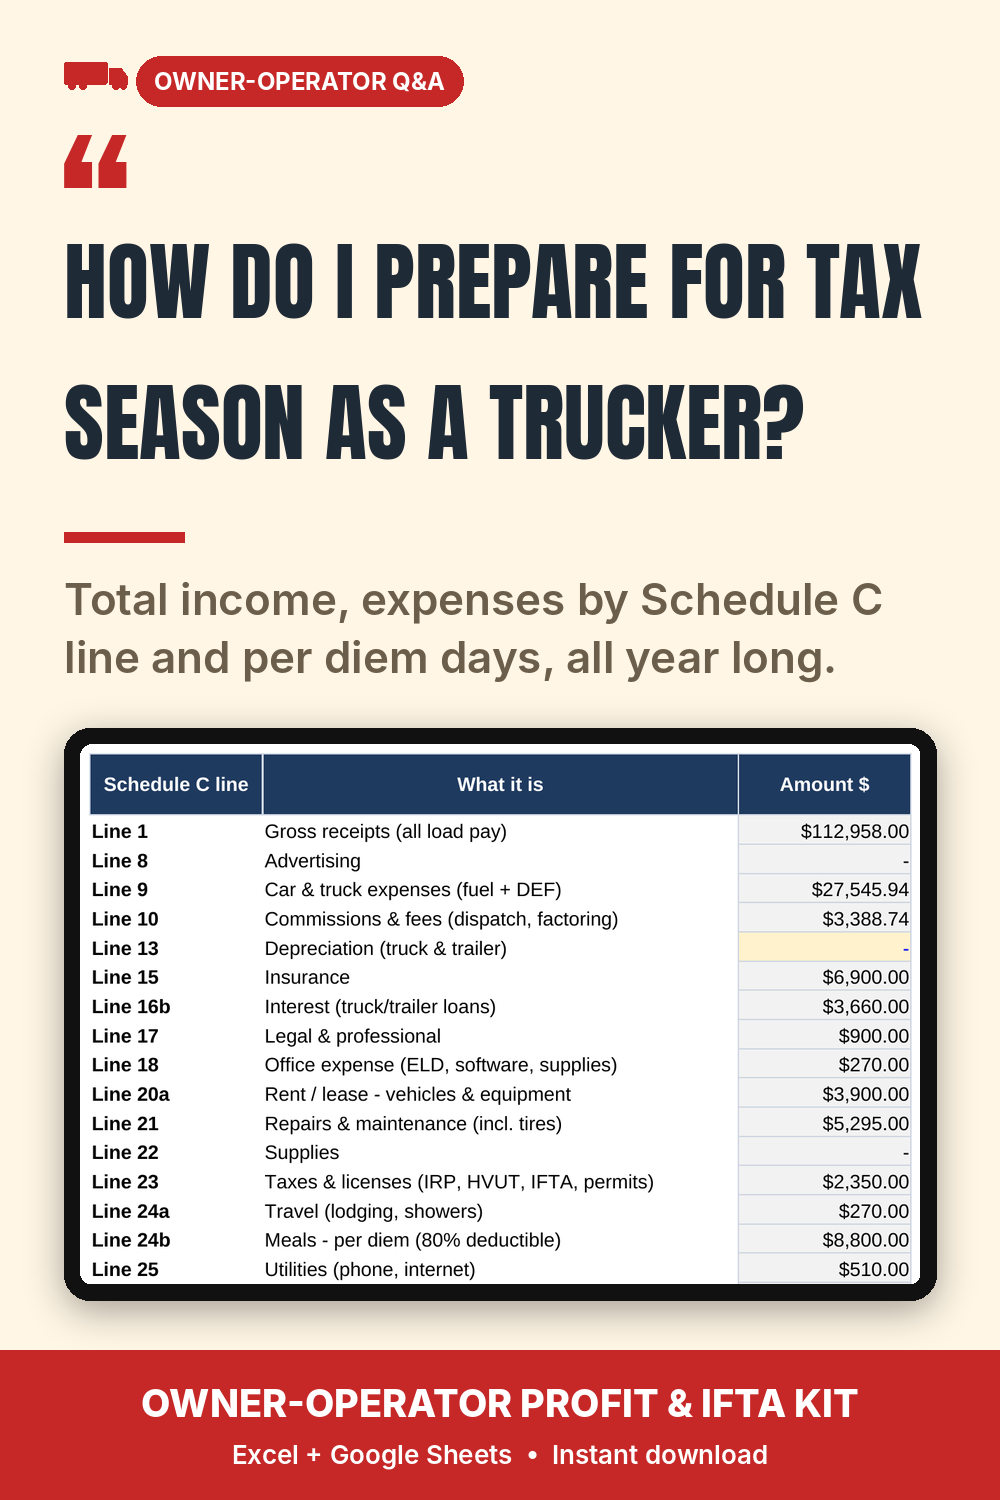 OWNER-OPERATOR Q&A
“
HOW DO I PREPARE FOR TAX
SEASON AS A TRUCKER?
Total income, expenses by Schedule C
line and per diem days, all year long.
Schedule C line What it is Amount $
Line 1 Gross receipts (all load pay) $112,958.00
Line 8 Advertising -
Line 9 Car & truck expenses (fuel + DEF) $27,545.94
Line 10 Commissions & fees (dispatch, factoring) $3,388.74
Line 13 Depreciation (truck & trailer) -
Line 15 Insurance $6,900.00
Line 16b Interest (truck/trailer loans) $3,660.00
Line 17 Legal & professional $900.00
Line 18 Office expense (ELD, software, supplies) $270.00
Line 20a Rent / lease - vehicles & equipment $3,900.00
Line 21 Repairs & maintenance (incl. tires) $5,295.00
Line 22 Supplies -
Line 23 Taxes & licenses (IRP, HVUT, IFTA, permits) $2,350.00
Line 24a Travel (lodging, showers) $270.00
Line 24b Meals - per diem (80% deductible) $8,800.00
Line 25 Utilities (phone, internet) $510.00
OWNER-OPERATOR PROFIT & IFTA KIT
Excel + Google Sheets • Instant download